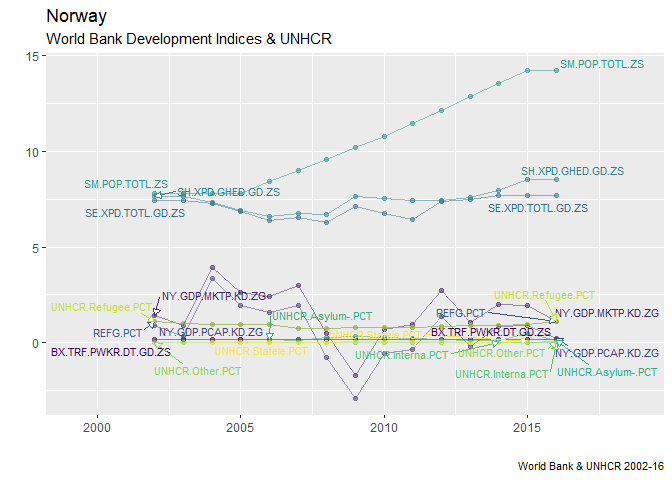 Norway
World Bank Development Indices & UNHCR
15
SM.POP.TOTL.ZS
SH.XPD.GHED.GD.ZS
10
SM.POP.TOTL.ZS
SH.XPD.GHED.GD.ZS
SE.XPD.TOTL.GD.ZS
SE.XPD.TOTL.GD.ZS
5
NY.GDP.MKTP.KD.ZG
UNHCR.Refugee.PCT
UNHCR.Refugee.PCT
REFG.PCT
NY.GDP.MKTP.KD.ZG
UNHCR.Asylum-.PCT
REFG.PCT
NY.GDP.PCAP.KD.ZG
BX.TRF.PWKR.DT.GD.ZS
0
BX.TRF.PWKR.DT.GD.ZS
UNHCR.Statele.PCT
UNHCR.Statele.PCT
UNHCR.Interna.PCT
UNHCR.Other.PCT
NY.GDP.PCAP.KD.ZG
UNHCR.Other.PCT
UNHCR.Interna.PCT
UNHCR.Asylum-.PCT
2000
2005
2010
2015
World Bank & UNHCR 2002-16